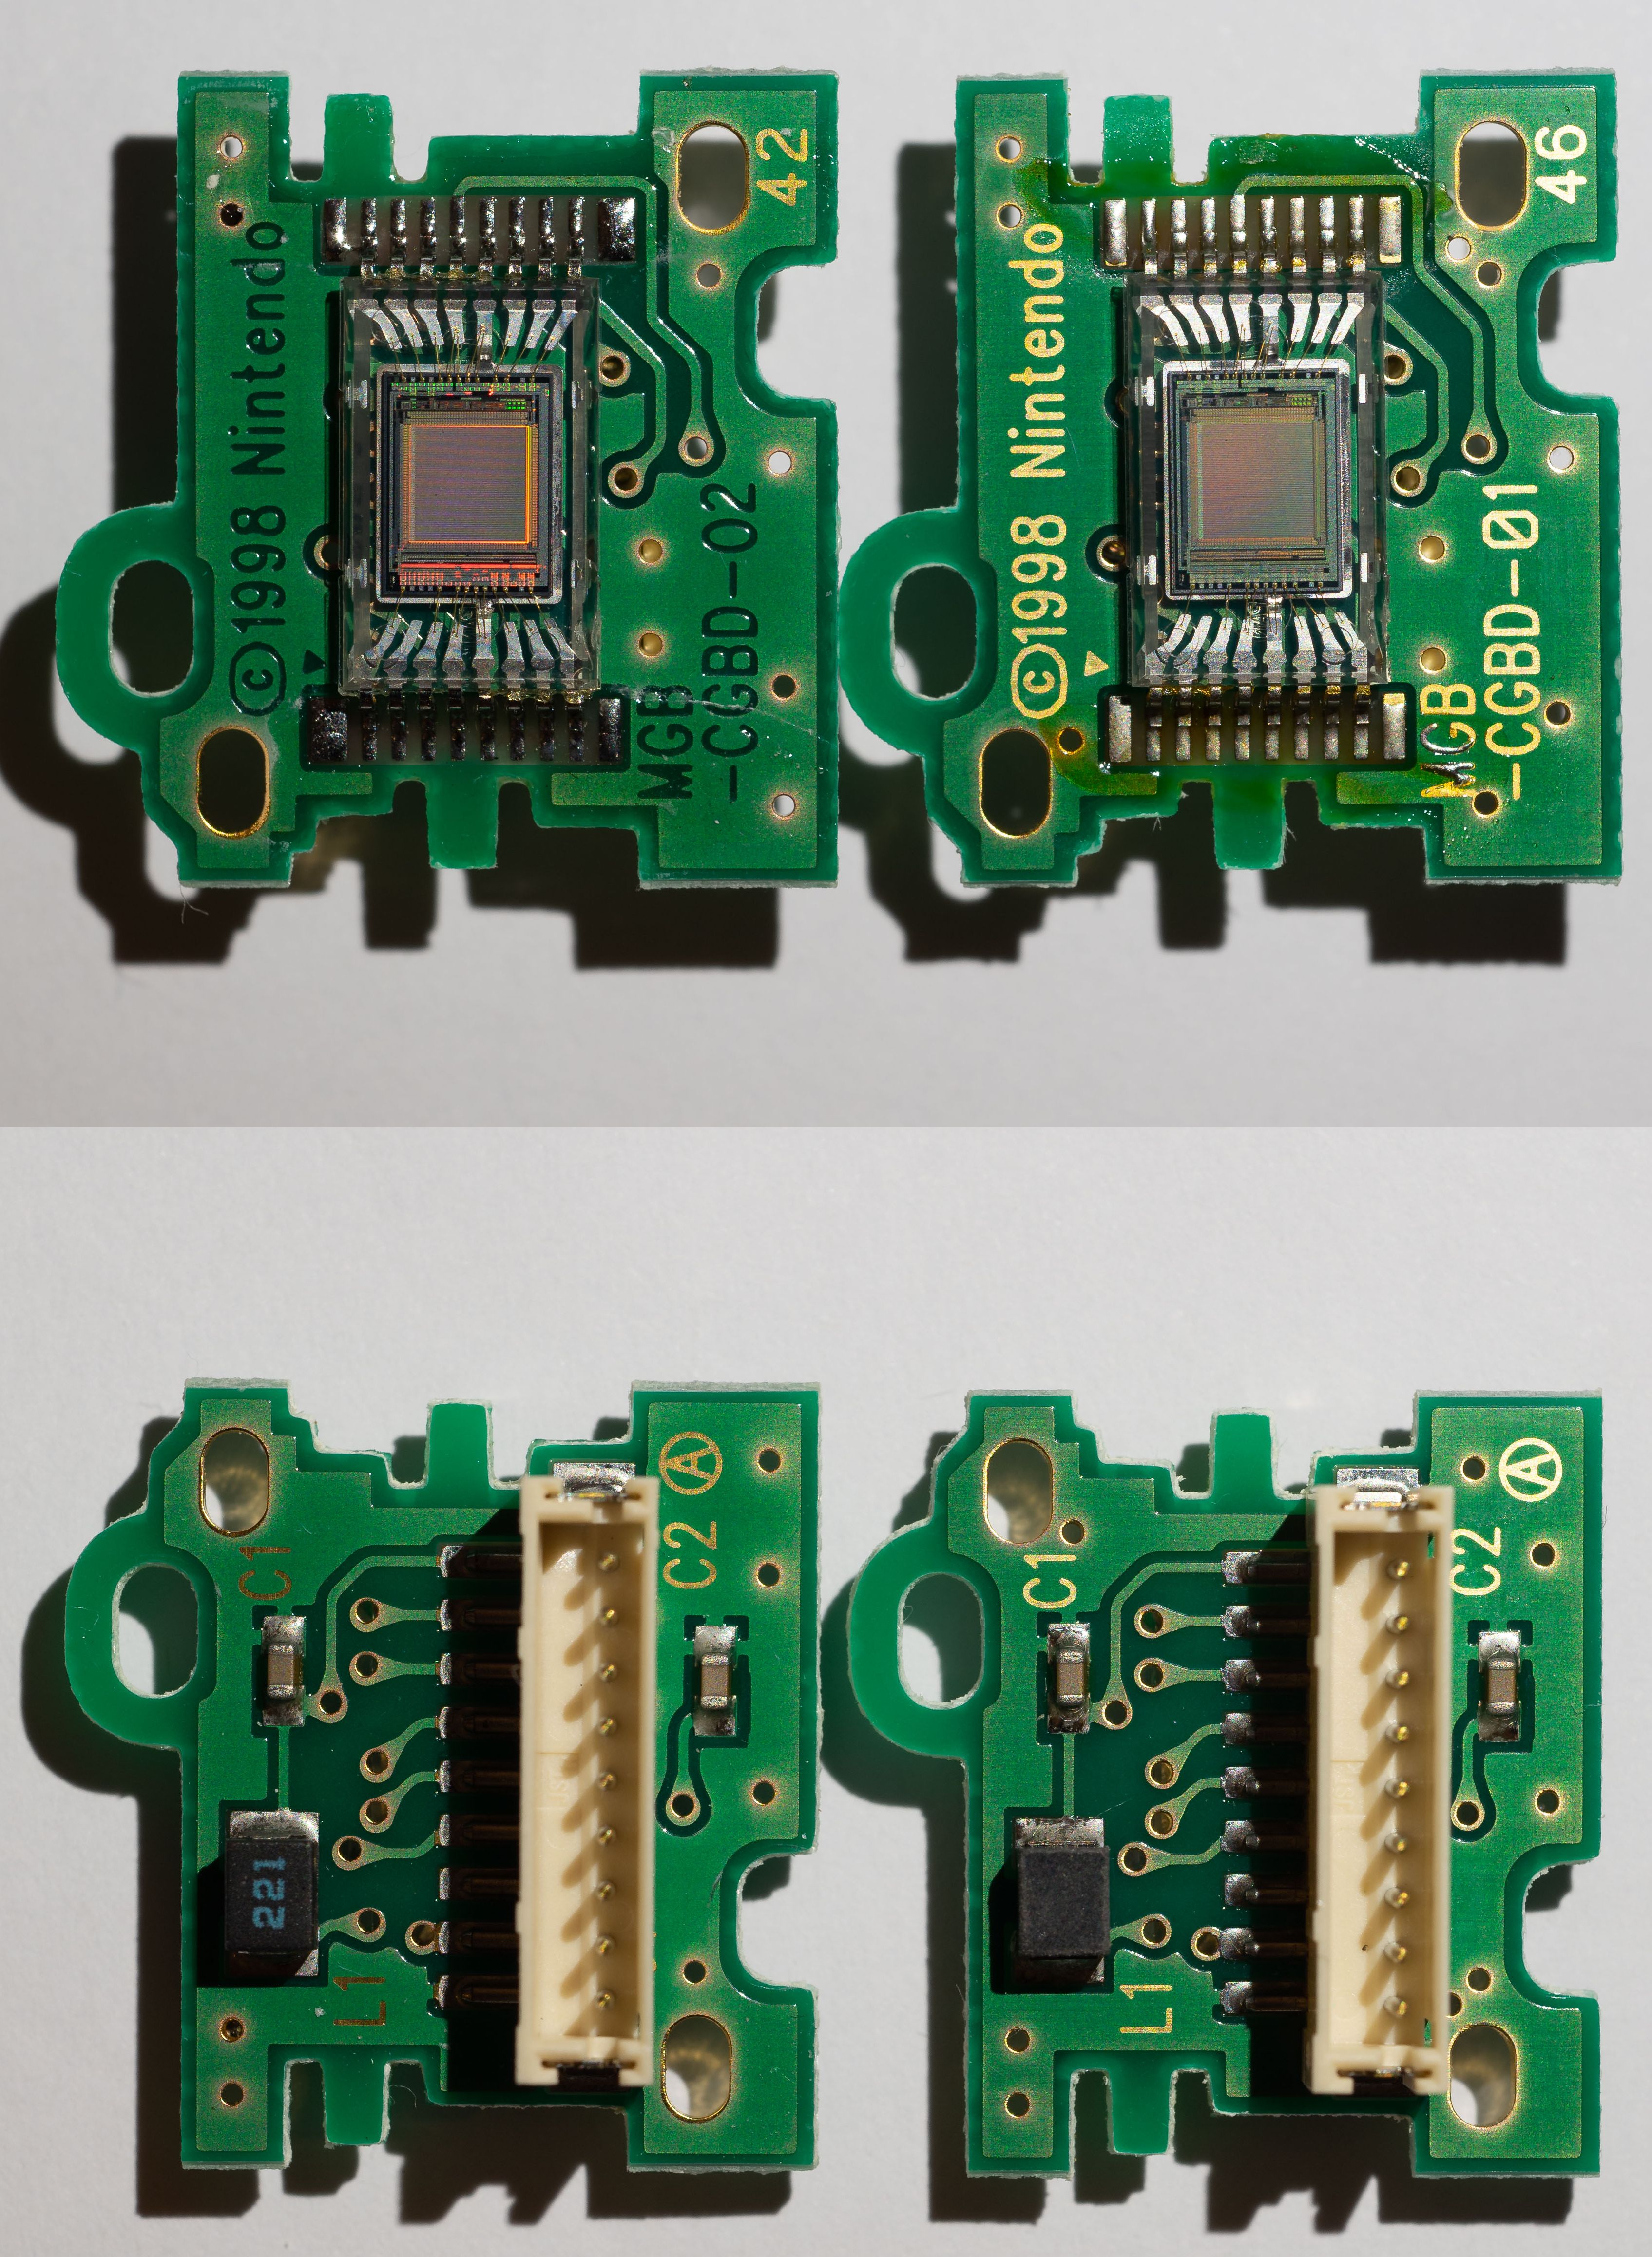 ©1998 Nintendo
42
MGB
-CGBD-02
©1998 Nintendo
46
MGB
-CGBD-01
C1
C2 Ⓐ
221
L1
C1
C2 Ⓐ
L1